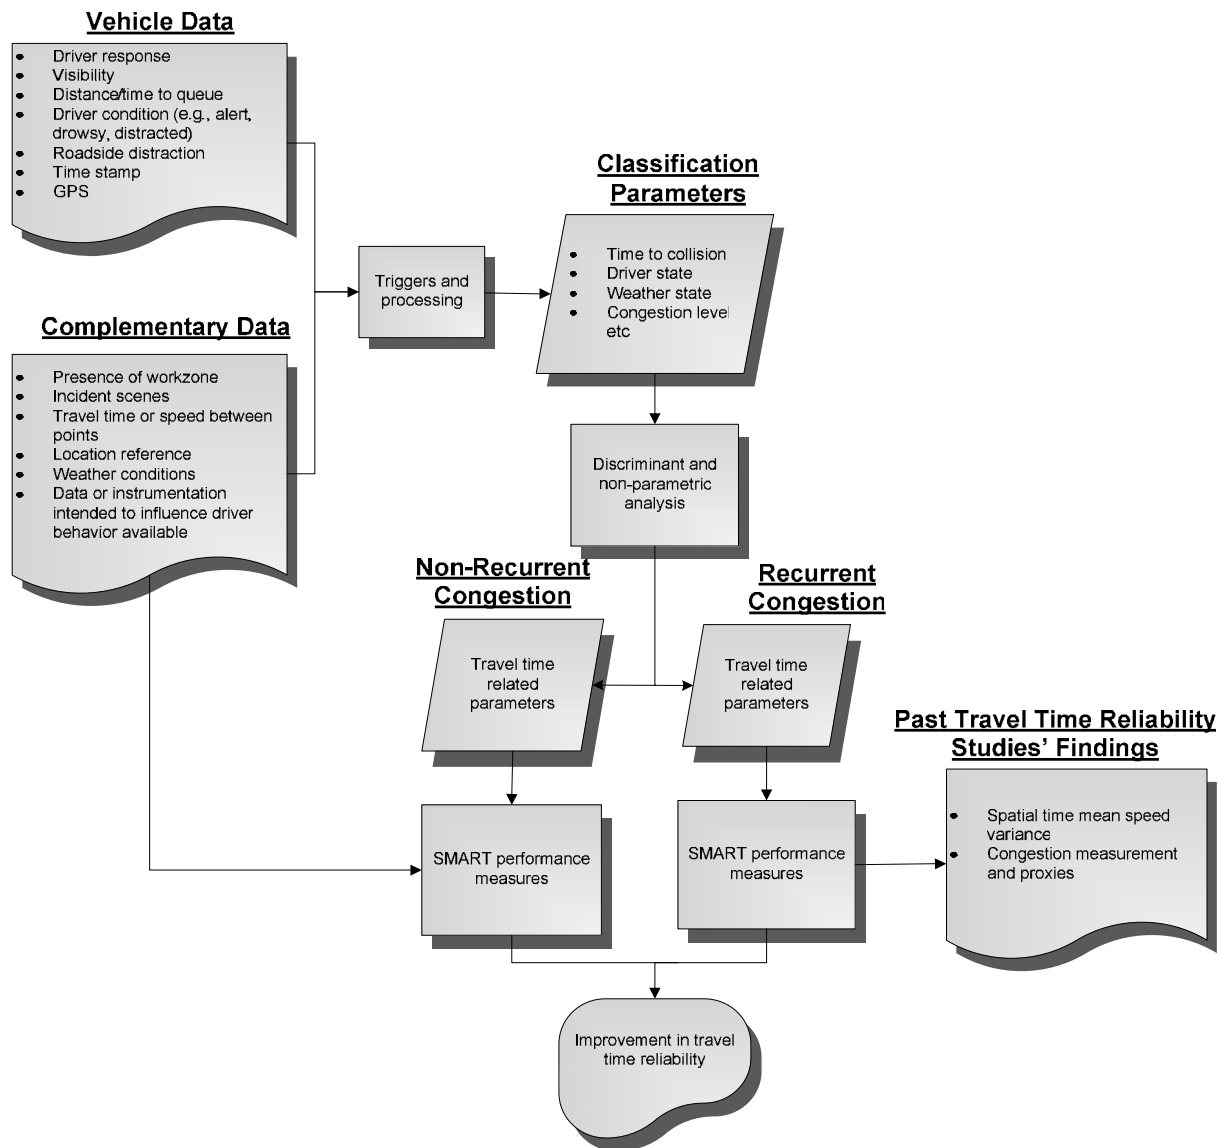 Vehicle Data
• Driver response
• Visibility
• Distance/time to queue
• Driver condition (e.g., alert,
drowsy, distracted)
• Roadside distraction
• Time stamp
• GPS
Complementary Data
• Presence of workzone
• Incident scenes
• Travel time or speed between
points
• Location reference
• Weather conditions
• Data or instrumentation
intended to influence driver
behavior available
Triggers and
processing
Classification
Parameters
• Time to collision
• Driver state
• Weather state
• Congestion level
etc
Discriminant and
non-parametric
analysis
Non-Recurrent
Congestion
Travel time
related
parameters
SMART performance
measures
Recurrent
Congestion
Travel time
related
parameters
SMART performance
measures
Past Travel Time Reliability
Studies’ Findings
• Spatial time mean speed
variance
• Congestion measurement
and proxies
Improvement in travel
time reliability